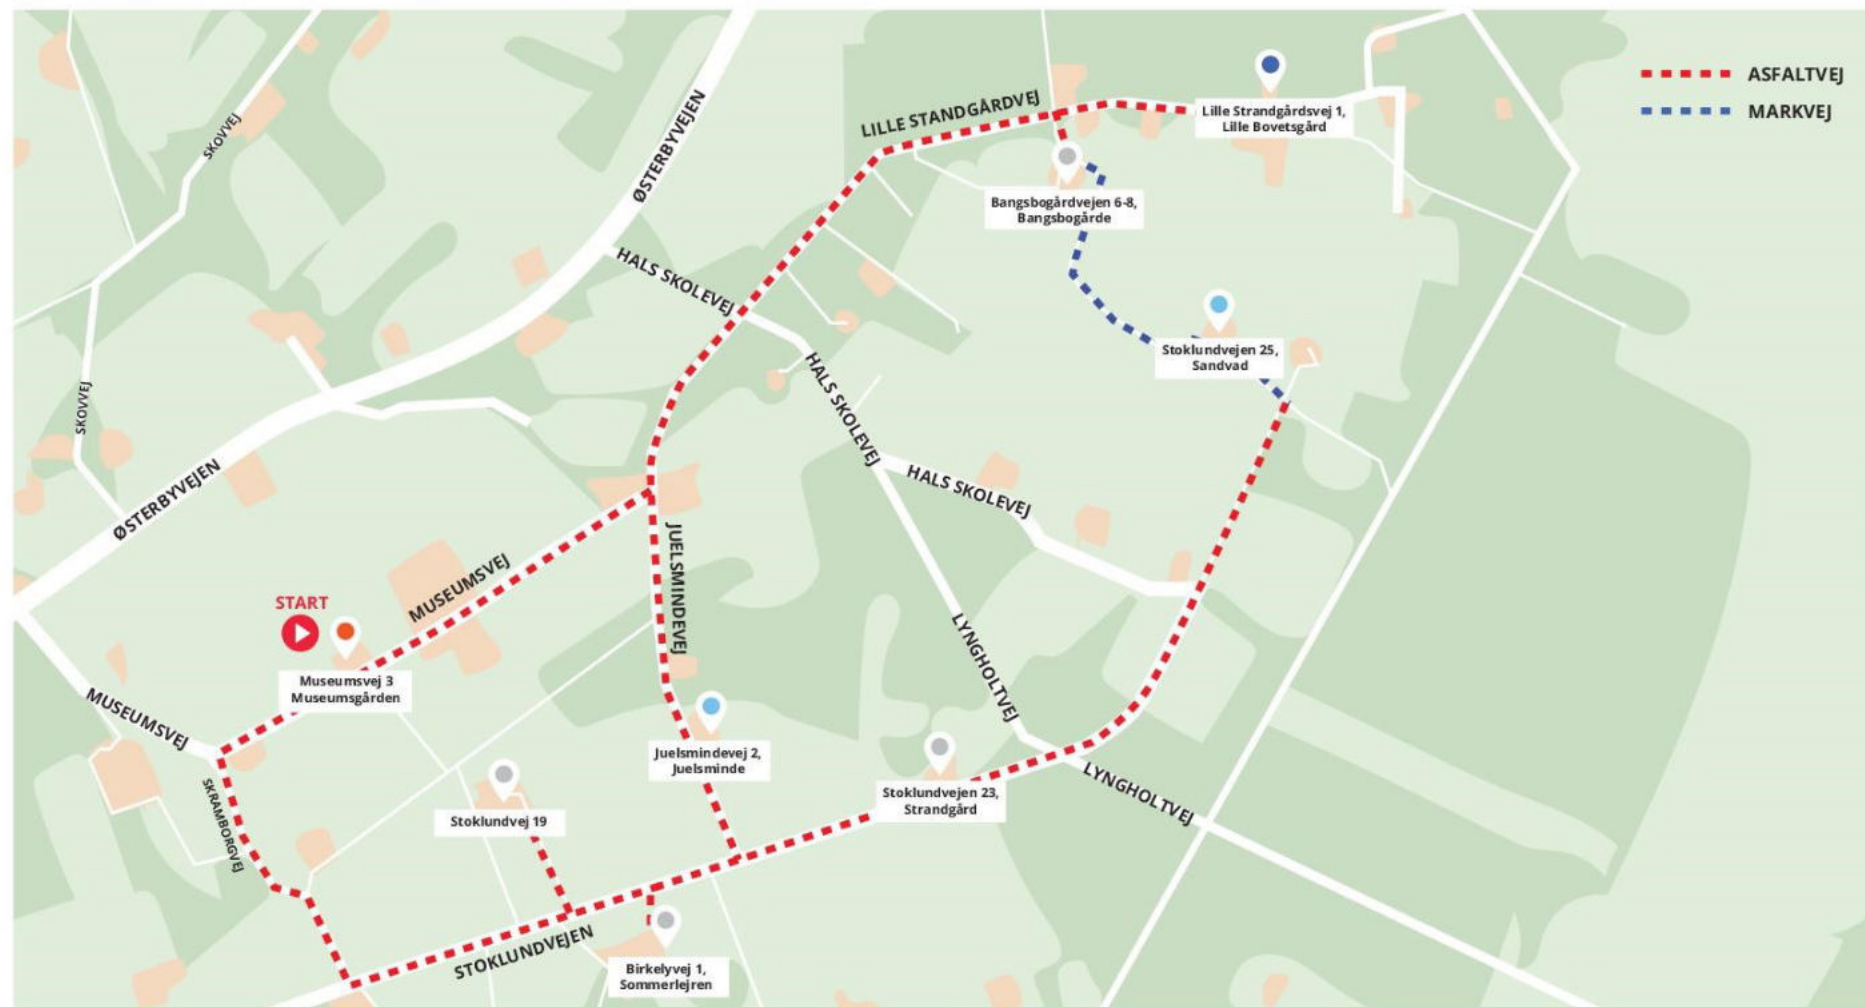 ASFALTVEJ
MARKVEJ
Lille Strandgårdsvej 1,
Lille Bovetsgård
LILLE STANDGÅRDVEJ
SKOVVEJ
ØSTERBYVEJEN
Bangsbogårdvejen 6-8,
Bangsbogårde
HALS SKOLEVEJ
Stoklundvejen 25,
Sandvad
HALS SKOLEVEJ
SKOVVEJ
HALS SKOLEVEJ
ØSTERBYVEJEN
JUELSMINDEVEJ
MUSEUMSVEJ
START
LYNGHOLTVEJ
Museumsvej 3
Museumsgården
MUSEUMSVEJ
Juelsmindevej 2,
Juelsminde
LYNGHOLTVEJ
Stoklundvejen 23,
Strandgård
SKRAMBORGVEJ
Stoklundvej 19
STOKLUNDVEJEN
Birkelyvej 1,
Sommerlejren